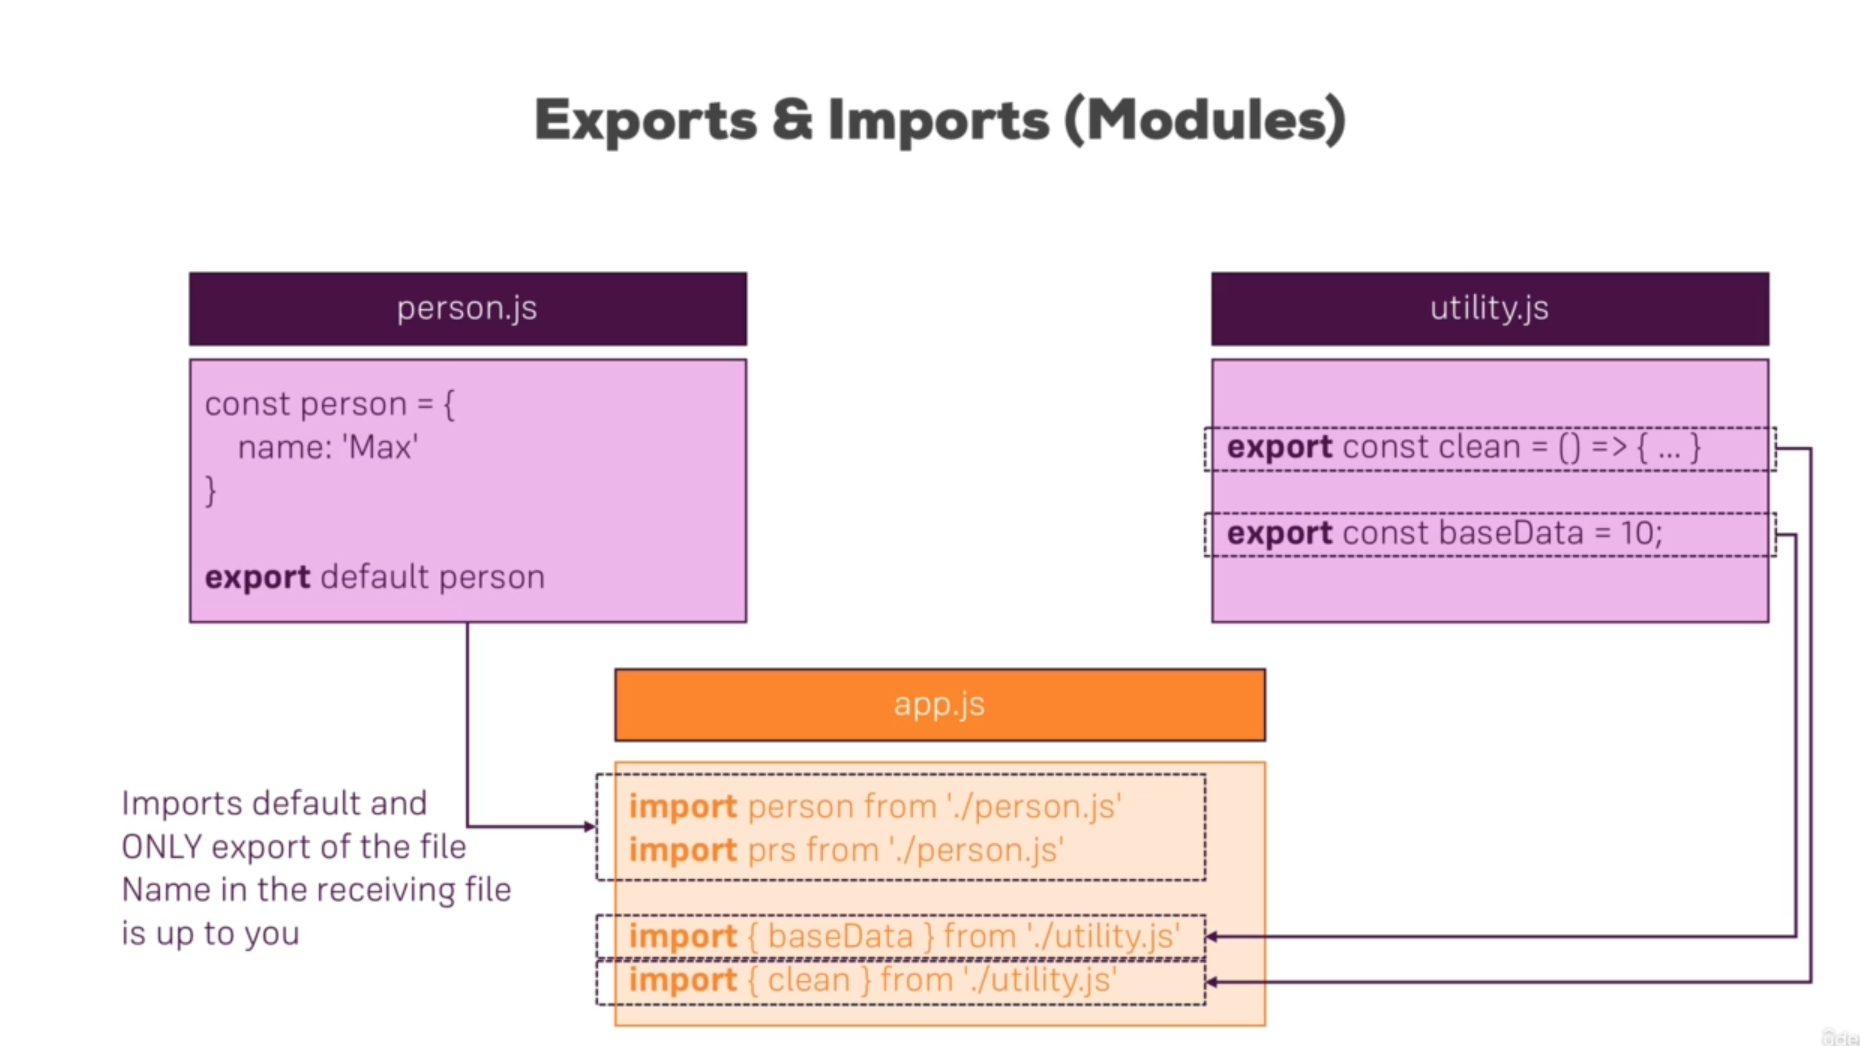 Exports & Imports (Modules)
person.js
const person = {
name: 'Max'
}
export default person
utility.js
export const clean = () => { ... }
export const baseData = 10;
app.js
import person from './person.js'
import prs from './person.js'
import { baseData } from './utility.js'
import { clean } from './utility.js'
Imports default and
ONLY export of the file
Name in the receiving file
is up to you